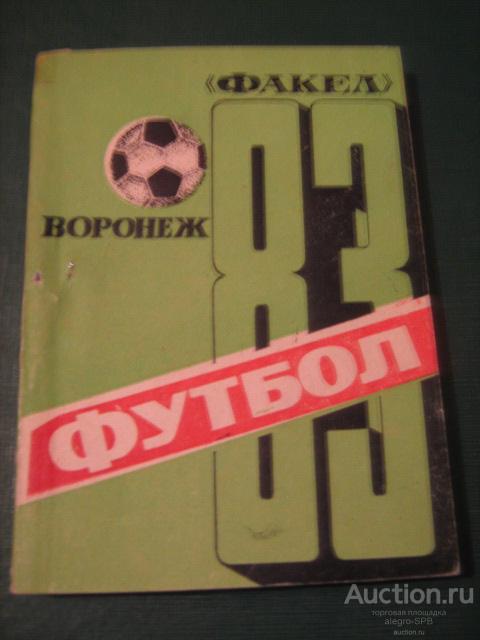 «ФАКЕЛ»
83
ВОРОНЕЖ
ФУТБОЛ
Auction.ru
торговая площадка
alegro-SPB
auction.ru